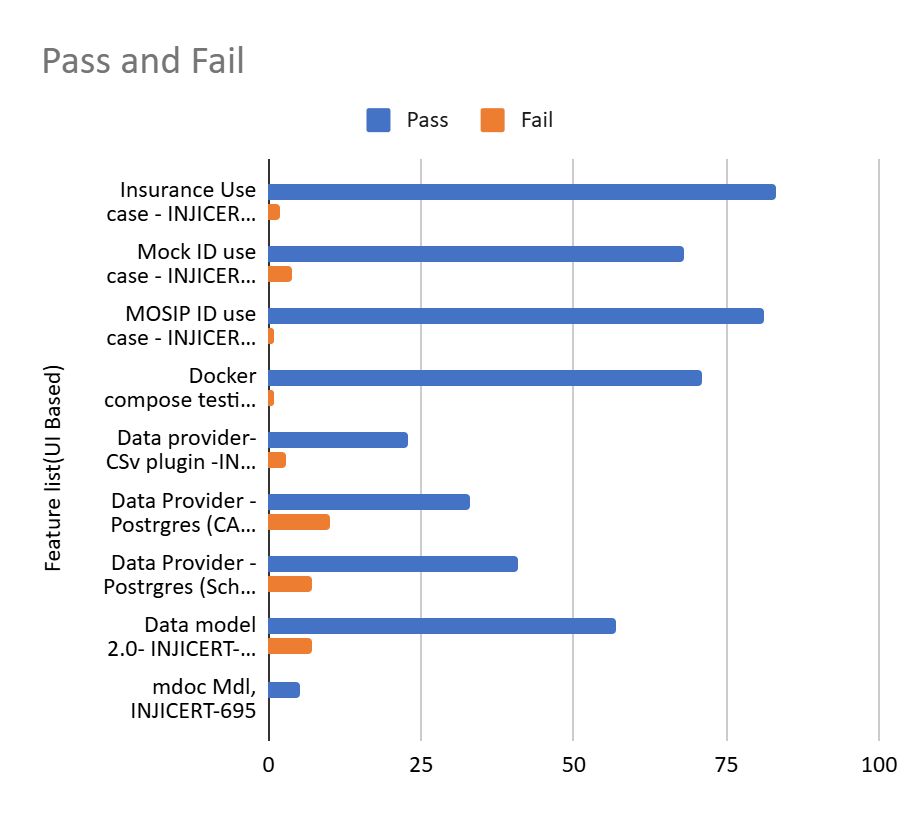 Pass and Fail
Pass
Fail
Feature list(UI Based)
Insurance Use
case - INJICER...
Mock ID use
case - INJICER...
MOSIP ID use
case - INJICER...
Docker
compose testi...
Data provider-
CSv plugin -IN...
Data Provider -
Postrgres (CA...
Data Provider -
Postrgres (Sch...
Data model
2.0- INJICERT-...
mdoc Mdl,
INJICERT-695
0
25
50
75
100